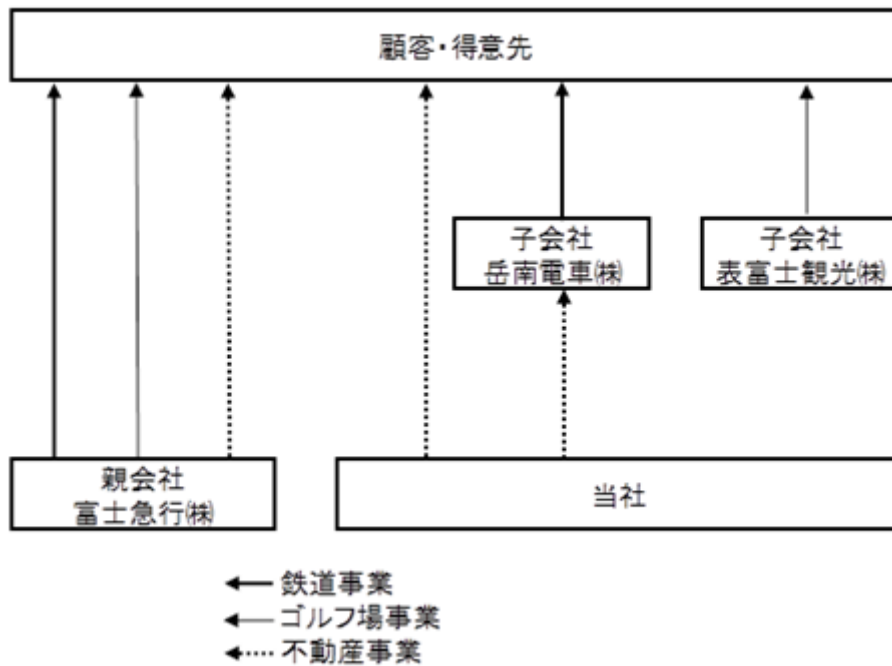 顧客・得意先
子会社
岳南電車㈱
子会社
表富士観光㈱
親会社
富士急行㈱
当社
鉄道事業
ゴルフ場事業
不動産事業